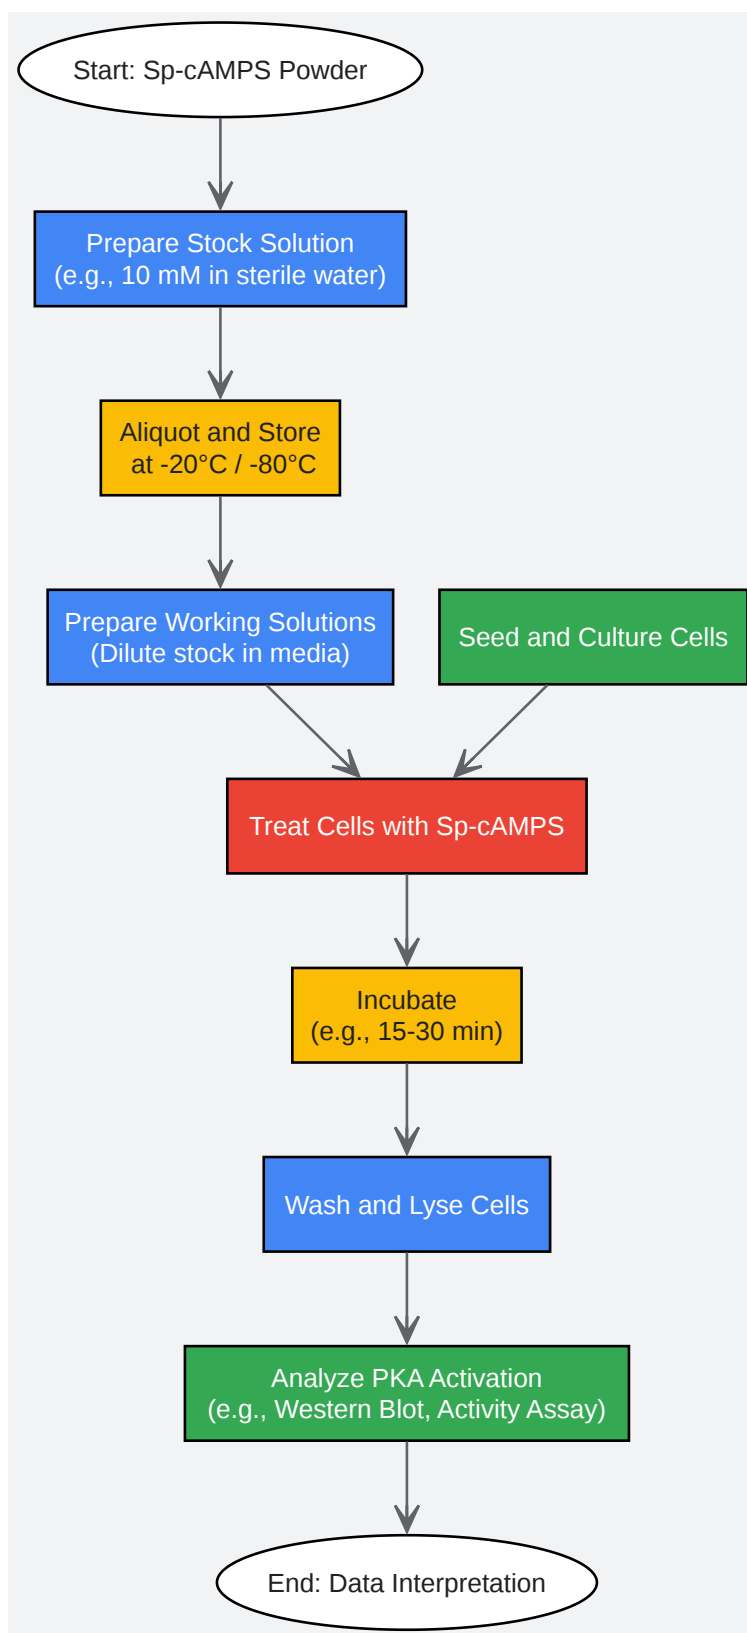 Start: Sp-cAMPS Powder
Prepare Stock Solution
(e.g., 10 mM in sterile water)
Aliquot and Store
at -20°C / -80°C
Prepare Working Solutions
(Dilute stock in media)
Seed and Culture Cells
Treat Cells with Sp-cAMPS
Incubate
(e.g., 15-30 min)
Wash and Lyse Cells
Analyze PKA Activation
(e.g., Western Blot, Activity Assay)
End: Data Interpretation